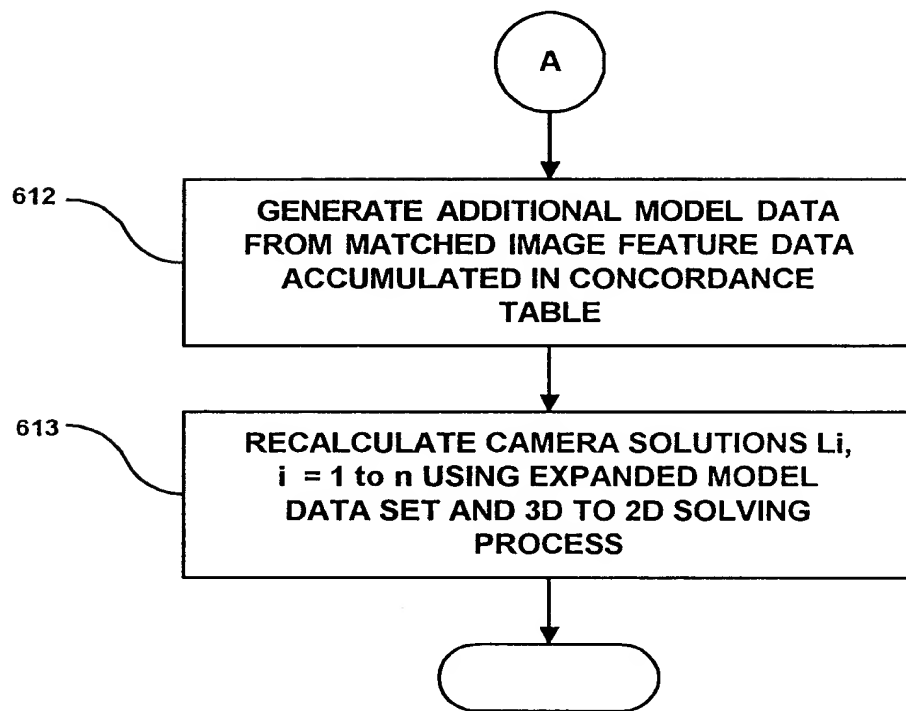 A
612
GENERATE ADDITIONAL MODEL DATA
FROM MATCHED IMAGE FEATURE DATA
ACCUMULATED IN CONCORDANCE
TABLE
613
RECALCULATE CAMERA SOLUTIONS Li,
i = 1 to n USING EXPANDED MODEL
DATA SET AND 3D TO 2D SOLVING
PROCESS